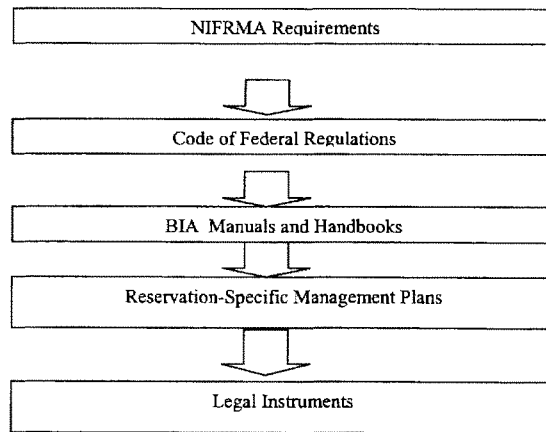 NIFRMA Requirements
Code of Federal Regulations
BIA Manuals and Handbooks
Reservation-Specific Management Plans
Legal Instruments